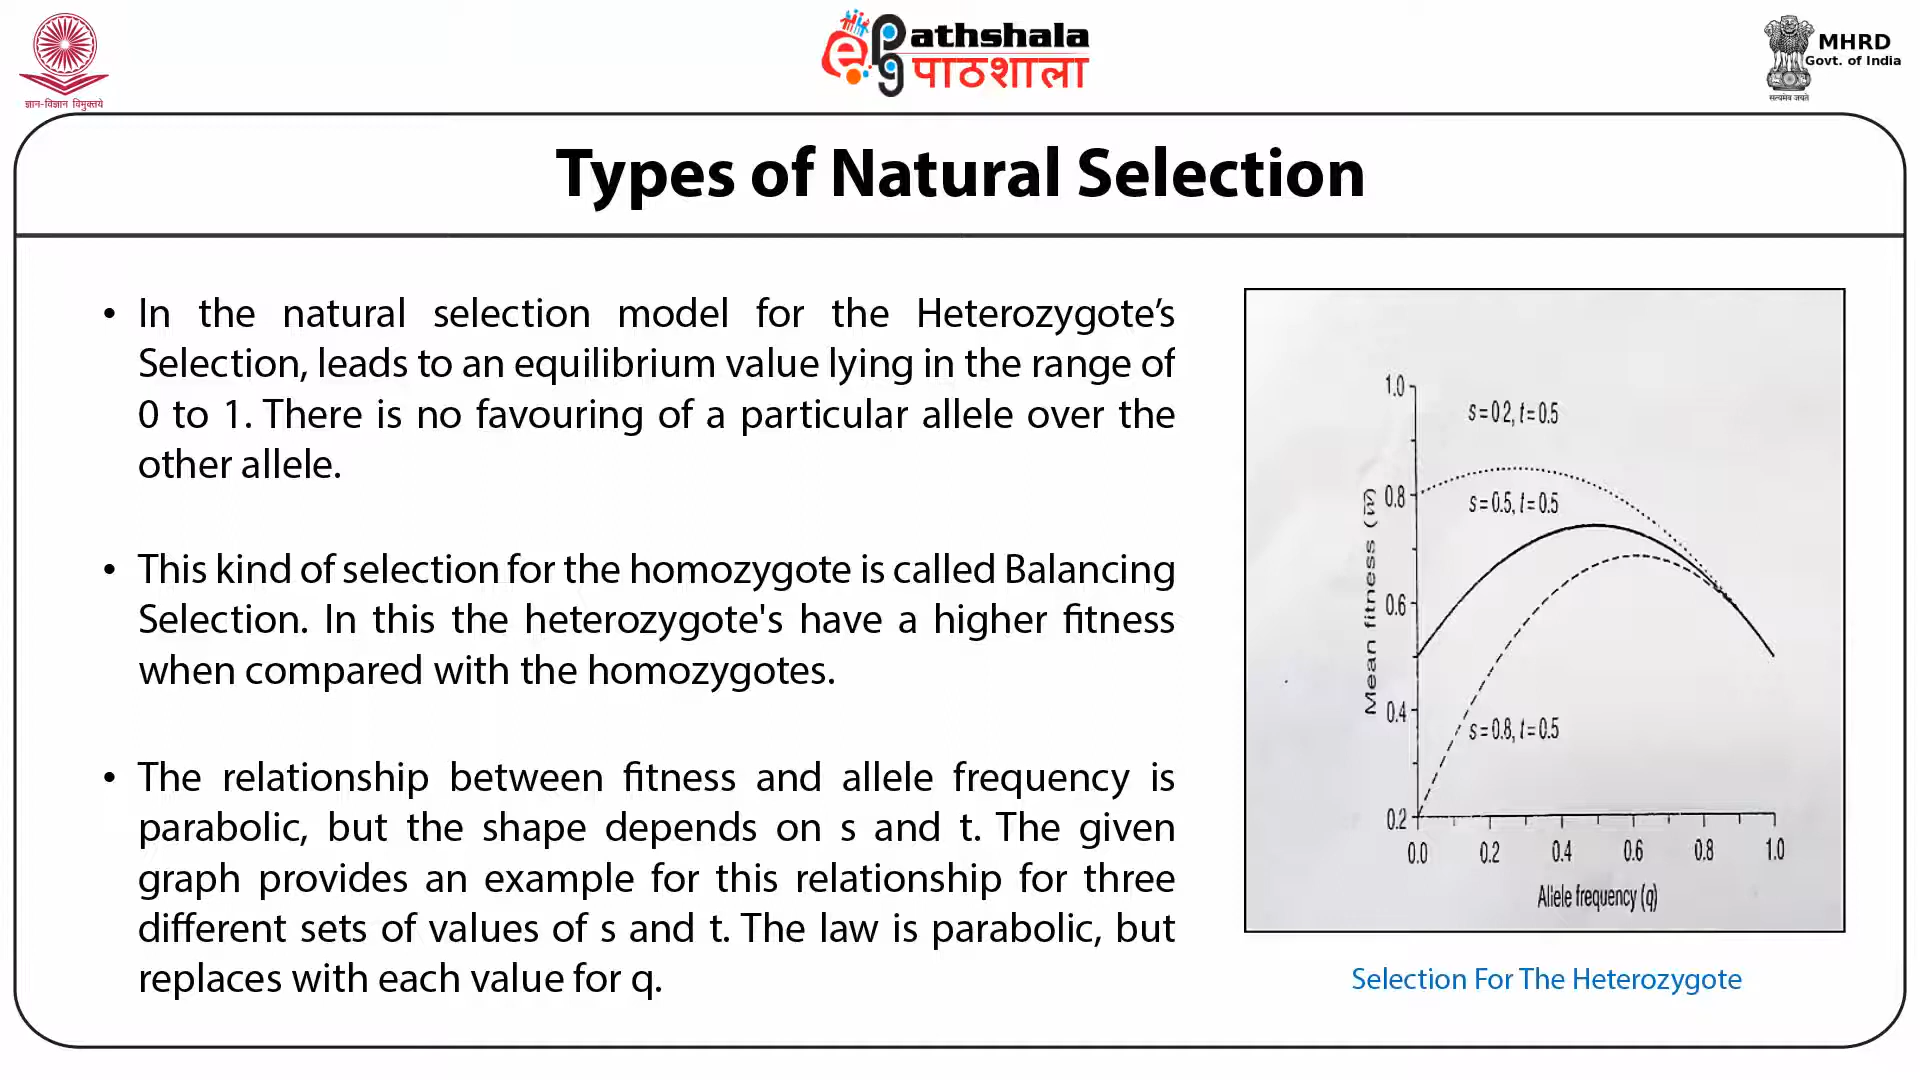 ज्ञान-विज्ञान विमुक्तये
ePathshala
पाठशाला
MHRD
Govt. of India
सत्यमेव जयते
Types of Natural Selection
• In the natural selection model for the Heterozygote’s
Selection, leads to an equilibrium value lying in the range of
0 to 1. There is no favouring of a particular allele over the
other allele.
• This kind of selection for the homozygote is called Balancing
Selection. In this the heterozygote's have a higher fitness
when compared with the homozygotes.
• The relationship between fitness and allele frequency is
parabolic, but the shape depends on s and t. The given
graph provides an example for this relationship for three
different sets of values of s and t. The law is parabolic, but
replaces with each value for q.
Mean fitness (w̅)
1.0
0.8
0.6
0.4
0.2
s=0.2, t=0.5
s=0.5, t=0.5
s=0.8, t=0.5
0.0 0.2 0.4 0.6 0.8 1.0
Allele frequency (q)
Selection For The Heterozygote